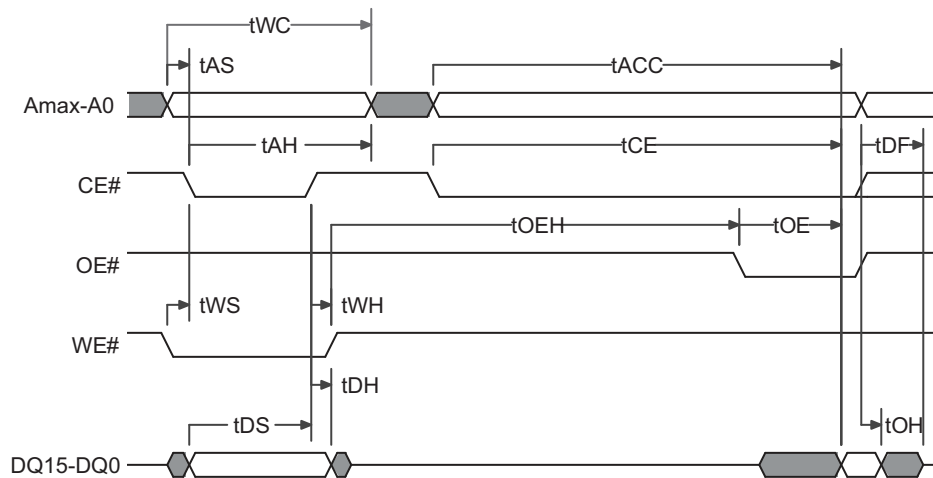 tWC
tAS
tACC
Amax-A0
tAH
tCE
tDF
CE#
tOEH
tOE
OE#
tWS
tWH
WE#
tDH
tDS
tOH
DQ15-DQ0